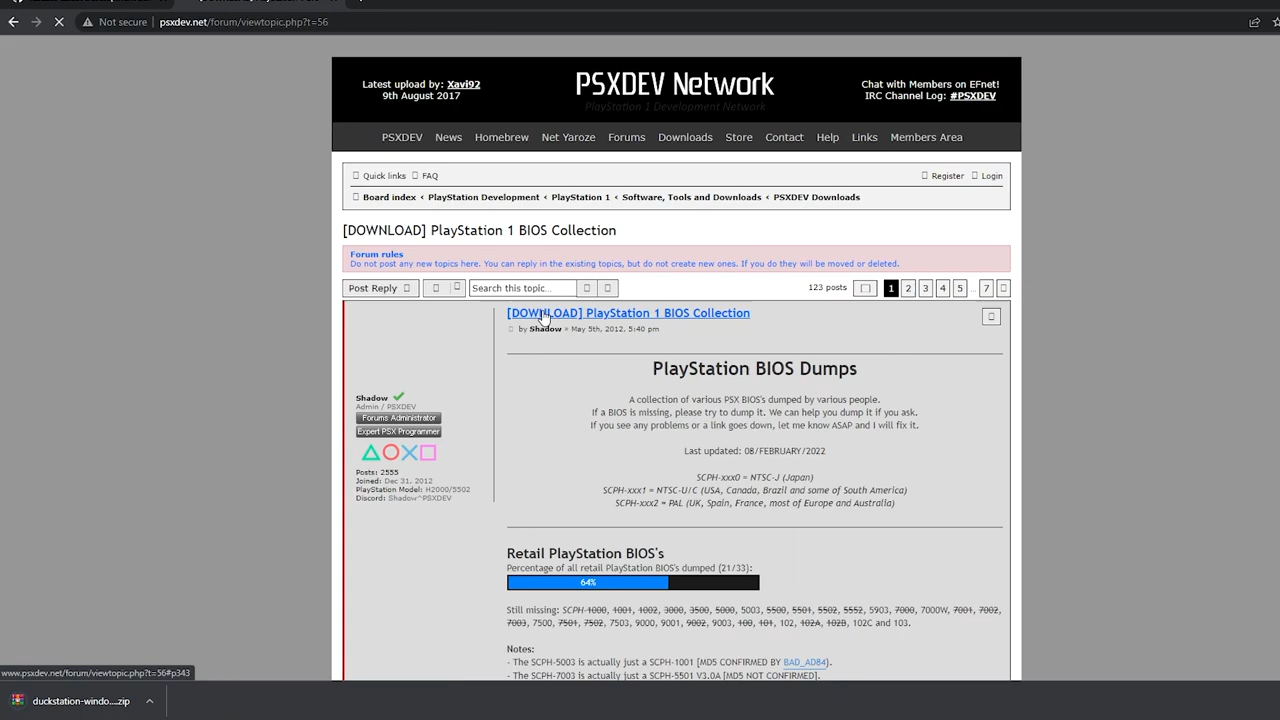 Not secure
psxdev.net/forum/viewtopic.php?t=56
Latest upload by: Xavi92
9th August 2017
PSXDEV Network
PlayStation 1 Development Network
Chat with Members on EFnet!
IRC Channel Log: #PSXDEV
PSXDEV News Homebrew Net Yaroze Forums Downloads Store Contact Help Links Members Area
Quick links FAQ Register Login
Board index ‹ PlayStation Development ‹ PlayStation 1 ‹ Software, Tools and Downloads ‹ PSXDEV Downloads
[DOWNLOAD] PlayStation 1 BIOS Collection
Forum rules
Do not post any new topics here. You can reply in the existing topics, but do not create new ones. If you do they will be moved or deleted.
Post Reply Search this topic... 123 posts 1 2 3 4 5 ... 7
[DOWNLOAD] PlayStation 1 BIOS Collection
by Shadow » May 5th, 2012, 5:40 pm
Shadow
Admin / PSXDEV
Forums Administrator
Expert PSX Programmer
Posts: 2555
Joined: Dec 31, 2012
PlayStation Model: H2000/5502
Discord: Shadow^PSXDEV
PlayStation BIOS Dumps
A collection of various PSX BIOS's dumped by various people.
If a BIOS is missing, please try to dump it. We can help you dump it if you ask.
If you see any problems or a link goes down, let me know ASAP and I will fix it.
Last updated: 08/FEBRUARY/2022
SCPH-xxx0 = NTSC-J (Japan)
SCPH-xxx1 = NTSC-U/C (USA, Canada, Brazil and some of South America)
SCPH-xxx2 = PAL (UK, Spain, France, most of Europe and Australia)
Retail PlayStation BIOS's
Percentage of all retail PlayStation BIOS's dumped (21/33):
64%
Still missing: SCPH-1000, 1001, 1002, 3000, 3500, 5000, 5003, 5500, 5501, 5502, 5552, 5903, 7000, 7000W, 7001, 7002,
7003, 7500, 7501, 7502, 7503, 9000, 9001, 9002, 9003, 100, 101, 102, 102A, 102B, 102C and 103.
Notes:
- The SCPH-5003 is actually just a SCPH-1001 [MD5 CONFIRMED BY BAD_AD84).
- The SCPH-7003 is actually just a SCPH-5501 V3.0A [MD5 NOT CONFIRMED].
www.psxdev.net/forum/viewtopic.php?t=56#p343
duckstation-windo....zip